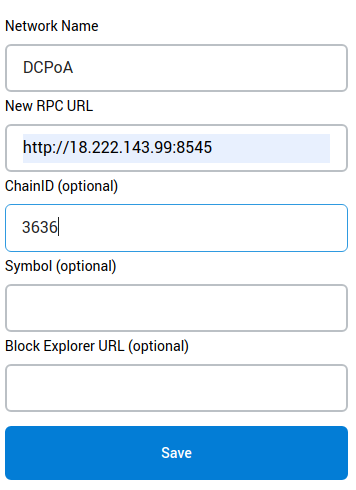 Network Name
DCPoA
New RPC URL
http://18.222.143.99:8545
ChainID (optional)
3636
Symbol (optional)
Block Explorer URL (optional)
Save